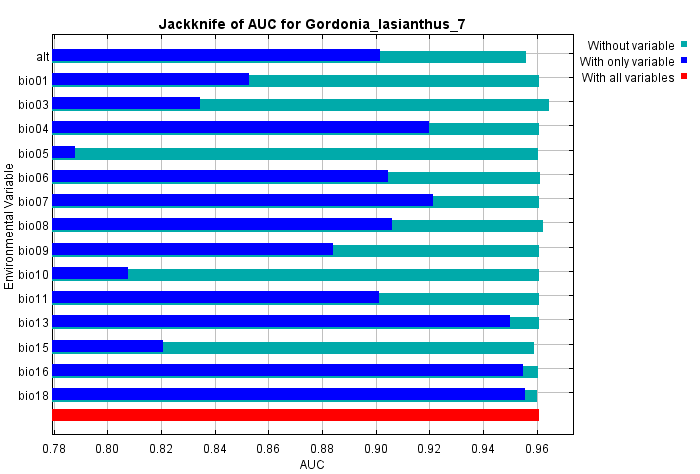 Jackknife of AUC for Gordonia_lasianthus_7
Without variable
With only variable
With all variables
Environmental Variable
alt
bio01
bio03
bio04
bio05
bio06
bio07
bio08
bio09
bio10
bio11
bio13
bio15
bio16
bio18
0.78 0.80 0.82 0.84 0.86 0.88 0.90 0.92 0.94 0.96
AUC